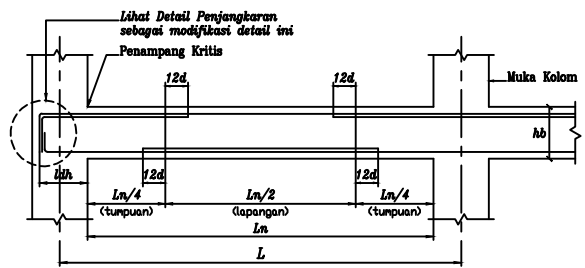 Lihat Detail Penjangkaran
sebagai modifikasi detail ini
Penampang Kritis
12d
12d
Muka Kolom
hb
ldh
12d
12d
Ln/4
(tumpuan)
Ln/2
(lapangan)
Ln/4
(tumpuan)
Ln
L